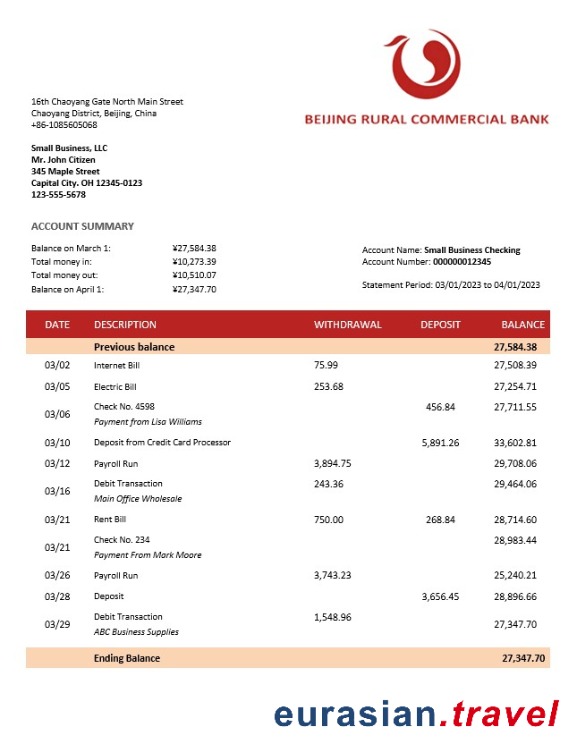 BEIJING RURAL COMMERCIAL BANK
16th Chaoyang Gate North Main Street
Chaoyang District, Beijing, China
+86-1085605068
Small Business, LLC
Mr. John Citizen
345 Maple Street
Capital City. OH 12345-0123
123-555-5678
ACCOUNT SUMMARY
Balance on March 1: ¥27,584.38
Total money in: ¥10,273.39
Total money out: ¥10,510.07
Balance on April 1: ¥27,347.70
Account Name: Small Business Checking
Account Number: 000000012345
Statement Period: 03/01/2023 to 04/01/2023
DATE DESCRIPTION WITHDRAWAL DEPOSIT BALANCE
Previous balance 27,584.38
03/02 Internet Bill 75.99 27,508.39
03/05 Electric Bill 253.68 27,254.71
03/06 Check No. 4598 456.84 27,711.55
Payment from Lisa Williams
03/10 Deposit from Credit Card Processor 5,891.26 33,602.81
03/12 Payroll Run 3,894.75 29,708.06
03/16 Debit Transaction 243.36 29,464.06
Main Office Wholesale
03/21 Rent Bill 750.00 268.84 28,714.60
03/21 Check No. 234 28,983.44
Payment From Mark Moore
03/26 Payroll Run 3,743.23 25,240.21
03/28 Deposit 3,656.45 28,896.66
03/29 Debit Transaction 1,548.96 27,347.70
ABC Business Supplies
Ending Balance 27,347.70
eurasian.travel